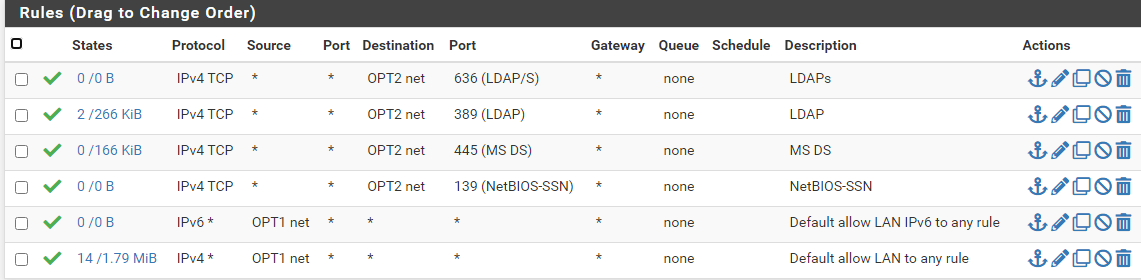 Rules (Drag to Change Order)
States Protocol Source Port Destination Port Gateway Queue Schedule Description Actions
0 /0 B IPv4 TCP * * OPT2 net 636 (LDAP/S) * none LDAPs
2 /266 KiB IPv4 TCP * * OPT2 net 389 (LDAP) * none LDAP
0 /166 KiB IPv4 TCP * * OPT2 net 445 (MS DS) * none MS DS
0 /0 B IPv4 TCP * * OPT2 net 139 (NetBIOS-SSN) * none NetBIOS-SSN
0 /0 B IPv6 * OPT1 net * * * * none Default allow LAN IPv6 to any rule
14 /1.79 MiB IPv4 * OPT1 net * * * * none Default allow LAN to any rule